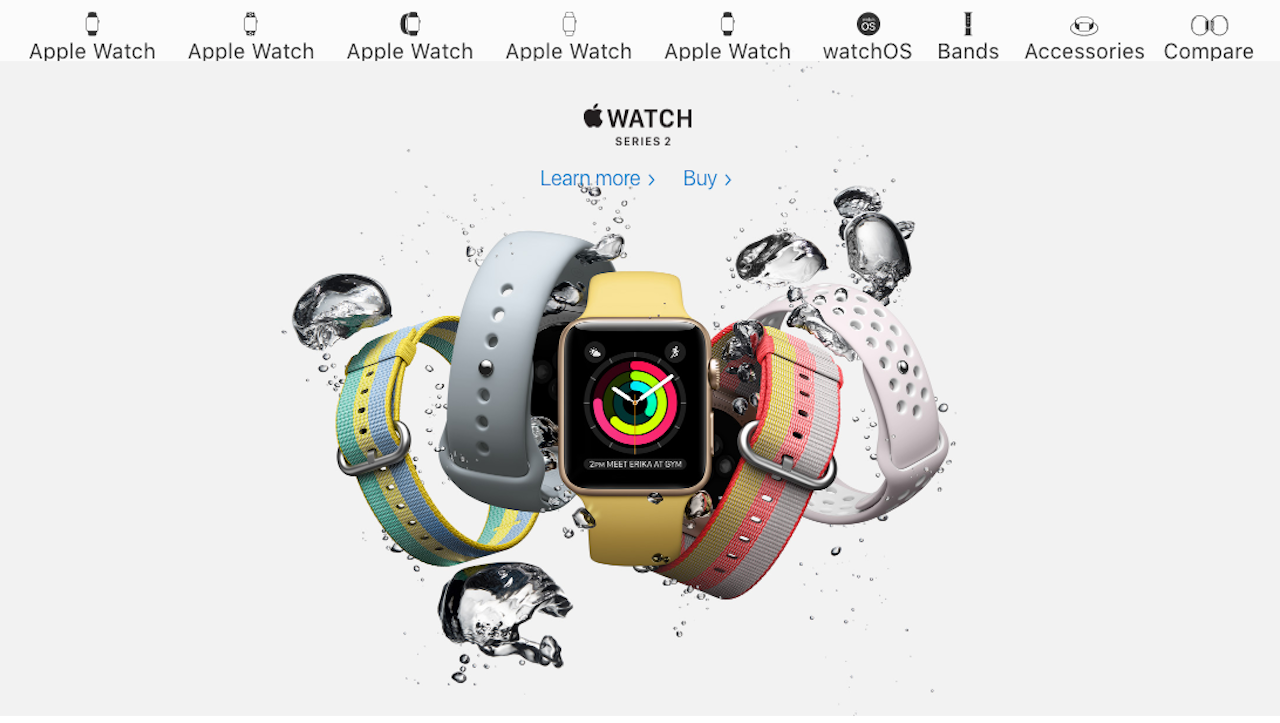 Apple Watch Apple Watch Apple Watch Apple Watch Apple Watch watchOS Bands Accessories Compare
WATCH
SERIES 2
Learn more › Buy ›
2PM MEET ERIKA AT GYM